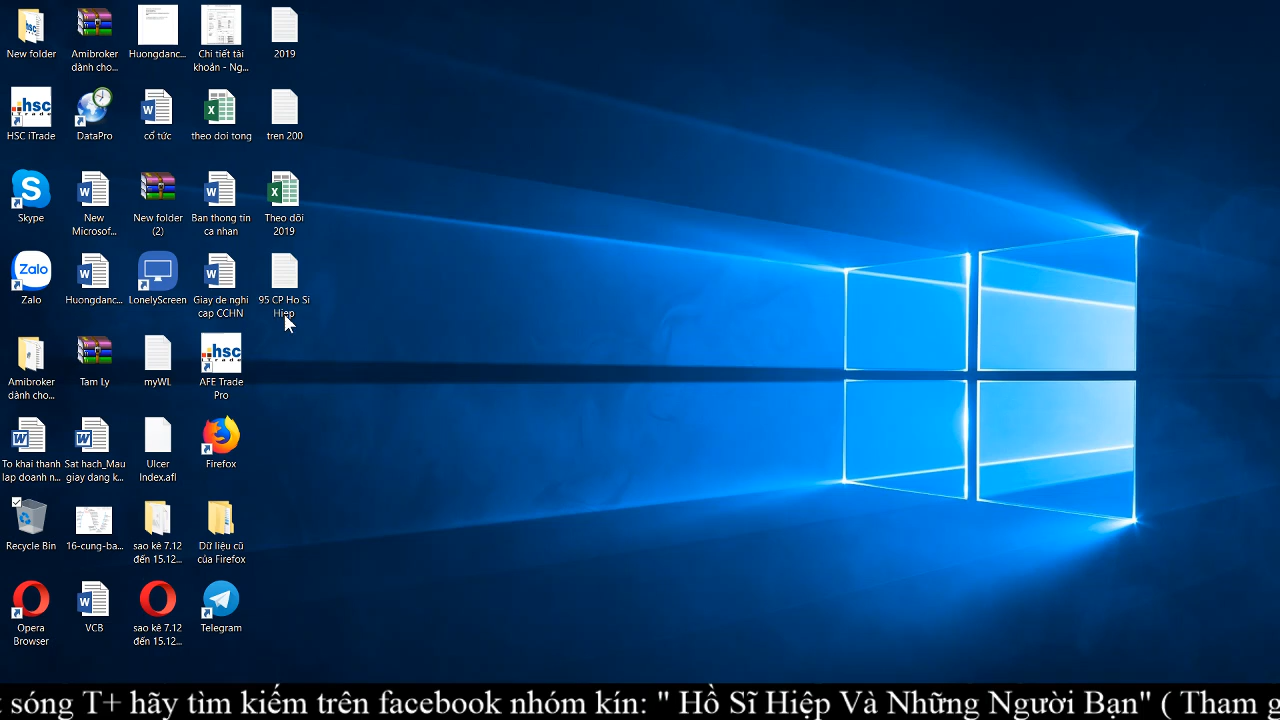 New folder
Amibroker
dành cho...
Huongdanc...
Chi tiết tài
khoản - Ng...
2019
HSC iTrade
DataPro
cổ tức
theo doi tong
tren 200
Skype
New
Microsof...
New folder
(2)
Ban thong tin
ca nhan
Theo dõi
2019
Zalo
Huongdanc...
LonelyScreen
Giay de nghi
cap CCHN
95 CP Ho Si
Hiep
Amibroker
dành cho...
Tam Ly
myWL
AFE Trade
Pro
To khai thanh
lap doanh n...
Sat hach_Mau
giay dang k...
Ulcer
Index.afl
Firefox
Recycle Bin
16-cung-ba...
sao kê 7.12
đến 15.12...
Dữ liệu cũ
của Firefox
Opera
Browser
VCB
sao kê 7.12
đến 15.12...
Telegram
sóng T+ hãy tìm kiếm trên facebook nhóm kín: " Hồ Sĩ Hiệp Và Những Người Bạn" ( Tham g